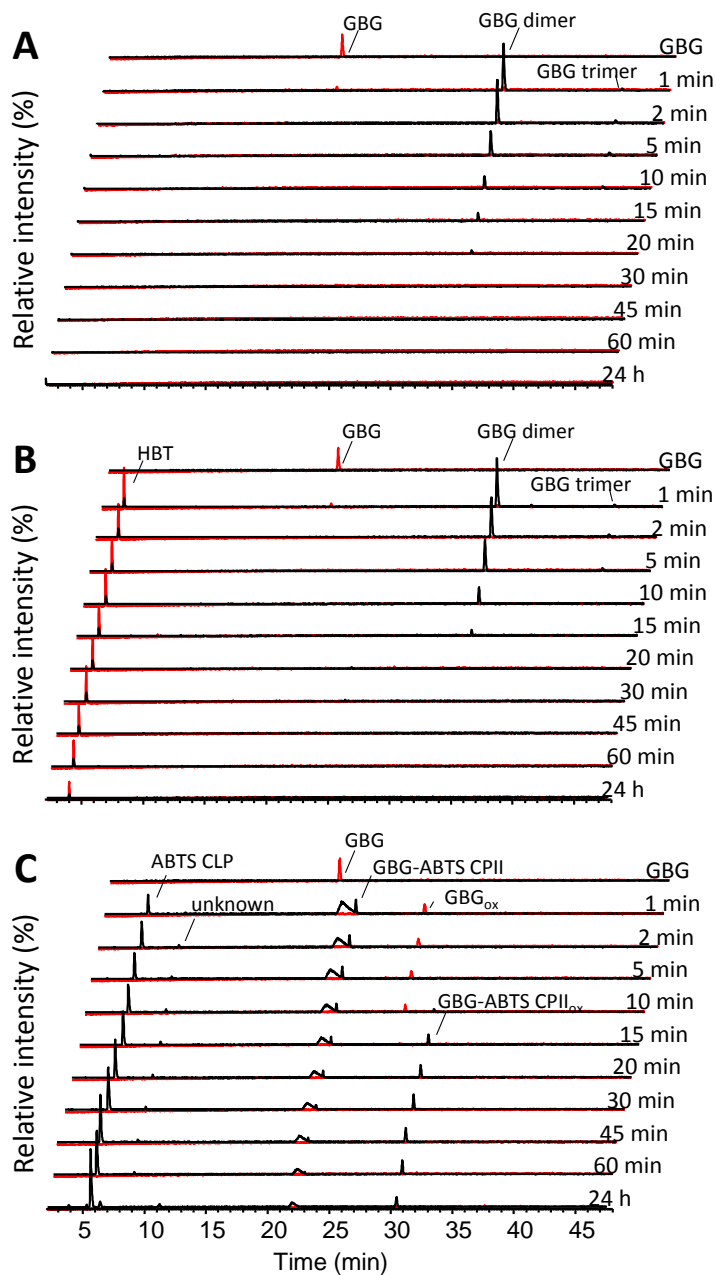 A
GBG
GBG dimer
GBG
GBG trimer
1 min
2 min
5 min
10 min
15 min
20 min
30 min
45 min
60 min
24 h
Relative intensity (%)
B
HBT
GBG
GBG dimer
GBG
GBG trimer
1 min
2 min
5 min
10 min
15 min
20 min
30 min
45 min
60 min
24 h
Relative intensity (%)
C
GBG
ABTS CLP
GBG-ABTS CPII
GBG
unknown
GBGox
1 min
2 min
5 min
10 min
GBG-ABTS CPIIox
15 min
20 min
30 min
45 min
60 min
24 h
Relative intensity (%)
5 10 15 20 25 30 35 40 45
Time (min)